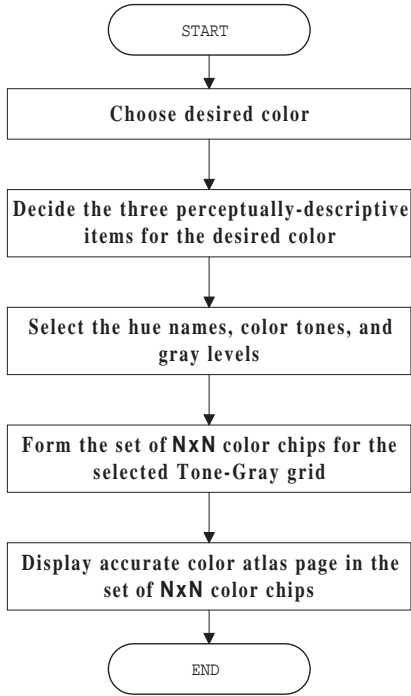 START
Choose desired color
Decide the three perceptually-descriptive
items for the desired color
Select the hue names, color tones, and
gray levels
Form the set of NxN color chips for the
selected Tone-Gray grid
Display accurate color atlas page in the
set of NxN color chips
END